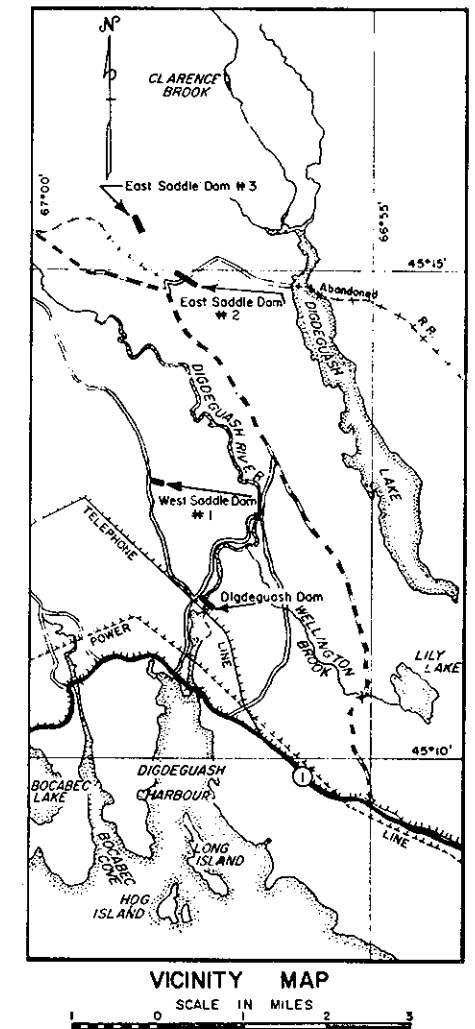 N
CLARENCE
BROOK
67°00'
66°55'
East Saddle Dam #3
45°15'
Abandoned
R.R.
East Saddle Dam
#2
DIGDEGUASH
LAKE
DIGDEGUASH
RIVER
West Saddle Dam
#1
TELEPHONE
LINE
Digdeguash Dam
POWER
WELLINGTON
BROOK
LILY
LAKE
45°10'
BOCABEC
LAKE
DIGDEGUASH
CHARBOUR
1
LINE
BOCABEC
COVE
LONG
ISLAND
HOG
ISLAND
VICINITY MAP
SCALE IN MILES
1 0 1 2 3